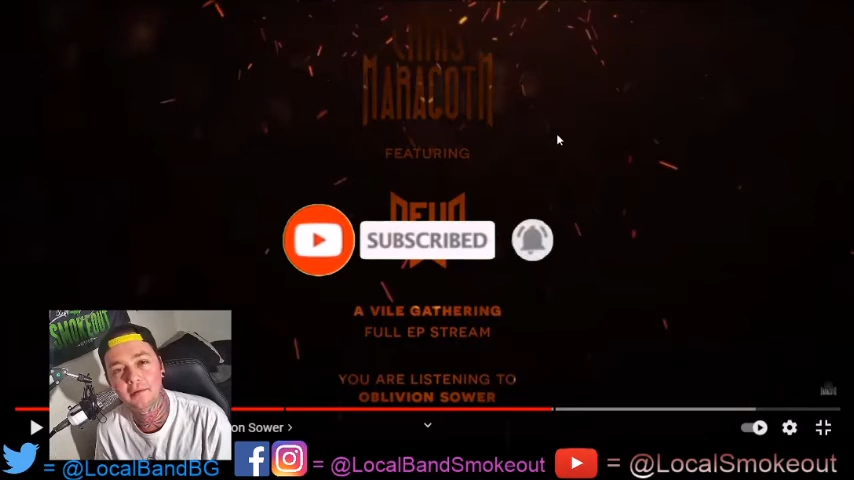 CHRIS
MARACOTH
FEATURING
SUBSCRIBED
A VILE GATHERING
FULL EP STREAM
YOU ARE LISTENING TO
OBLIVION SOWER
SMOKEOUT
on Sower >
= @LocalBandBG
= @LocalBandSmokeout
= @LocalSmokeout